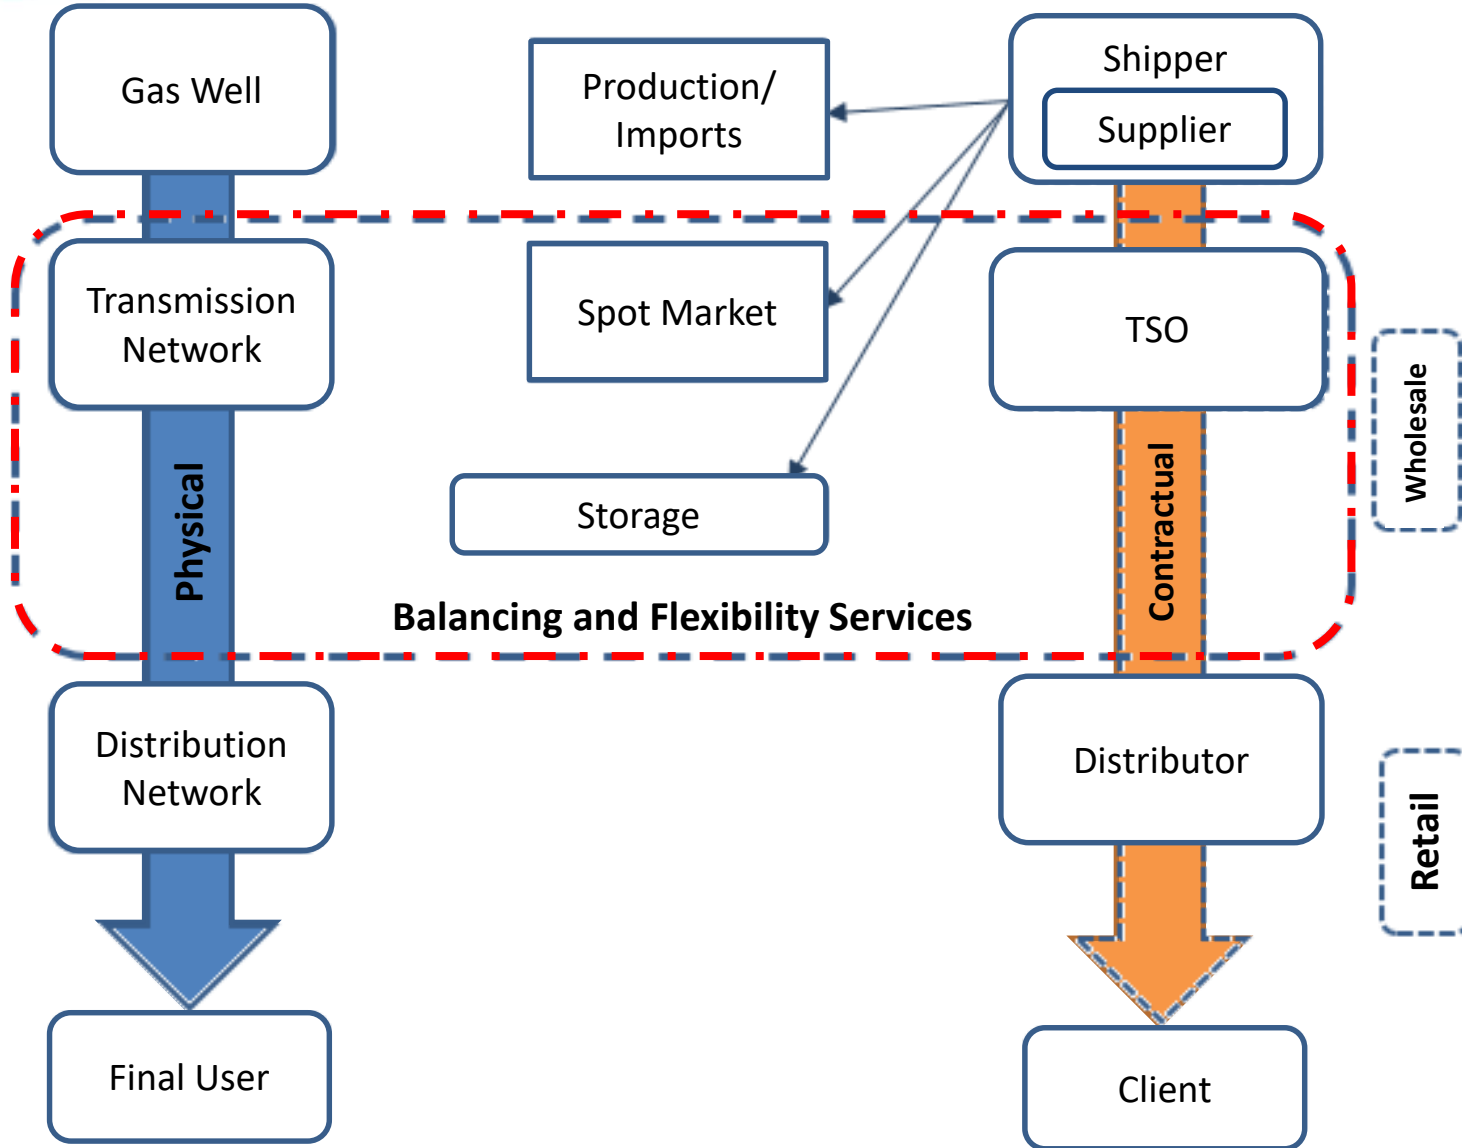 Gas Well
Production/
Imports
Shipper
Supplier
Transmission
Network
Spot Market
TSO
Wholesale
Physical
Storage
Contractual
Balancing and Flexibility Services
Distribution
Network
Distributor
Retail
Final User
Client